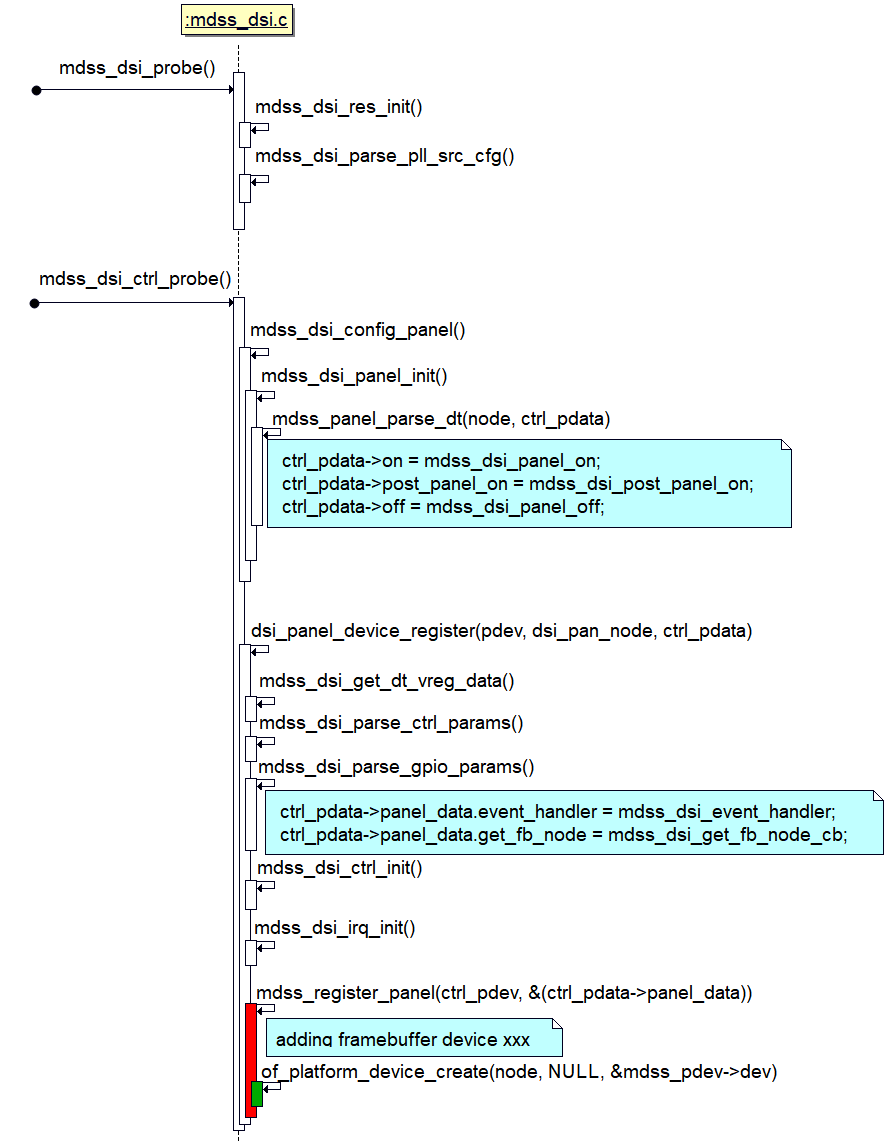 :mdss_dsi.c
mdss_dsi_probe()
mdss_dsi_res_init()
mdss_dsi_parse_pll_src_cfg()
mdss_dsi_ctrl_probe()
mdss_dsi_config_panel()
mdss_dsi_panel_init()
mdss_panel_parse_dt(node, ctrl_pdata)
ctrl_pdata->on = mdss_dsi_panel_on;
ctrl_pdata->post_panel_on = mdss_dsi_post_panel_on;
ctrl_pdata->off = mdss_dsi_panel_off;
dsi_panel_device_register(pdev, dsi_pan_node, ctrl_pdata)
mdss_dsi_get_dt_vreg_data()
mdss_dsi_parse_ctrl_params()
mdss_dsi_parse_gpio_params()
ctrl_pdata->panel_data.event_handler = mdss_dsi_event_handler;
ctrl_pdata->panel_data.get_fb_node = mdss_dsi_get_fb_node_cb;
mdss_dsi_ctrl_init()
mdss_dsi_irq_init()
mdss_register_panel(ctrl_pdev, &(ctrl_pdata->panel_data))
adding framebuffer device xxx
of_platform_device_create(node, NULL, &mdss_pdev->dev)